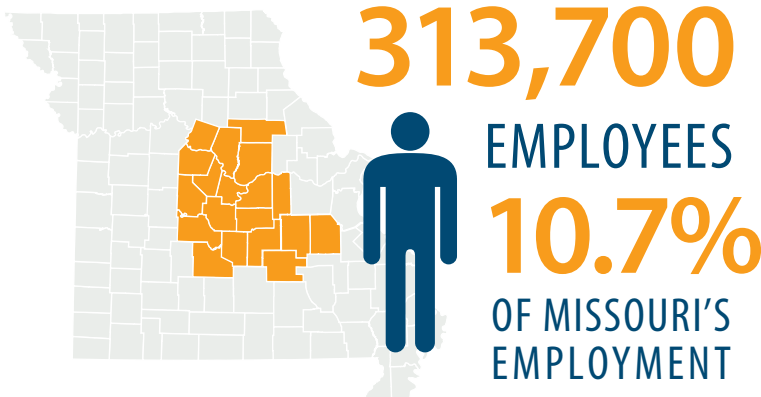 313,700
EMPLOYEES
10.7%
OF MISSOURI’S
EMPLOYMENT